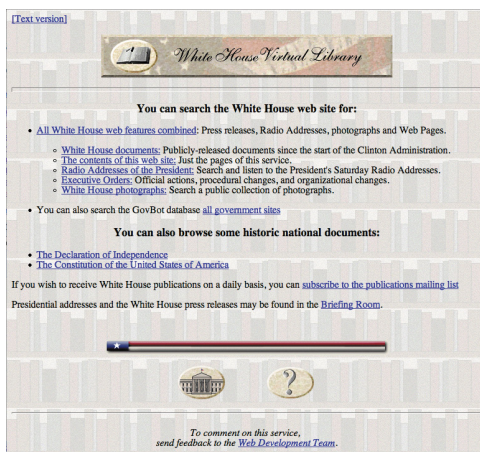 [Text version]
White House Virtual Library
You can search the White House web site for:
All White House web features combined: Press releases, Radio Addresses, photographs and Web Pages.
White House documents: Publicly-released documents since the start of the Clinton Administration.
The contents of this web site: Just the pages of this service.
Radio Addresses of the President: Search and listen to the President's Saturday Radio Addresses.
Executive Orders: Official actions, procedural changes, and organizational changes.
White House photographs: Search a public collection of photographs.
You can also search the GovBot database all government sites
You can also browse some historic national documents:
The Declaration of Independence
The Constitution of the United States of America
If you wish to receive White House publications on a daily basis, you can subscribe to the publications mailing list
Presidential addresses and the White House press releases may be found in the Briefing Room.
?
To comment on this service,
send feedback to the Web Development Team.